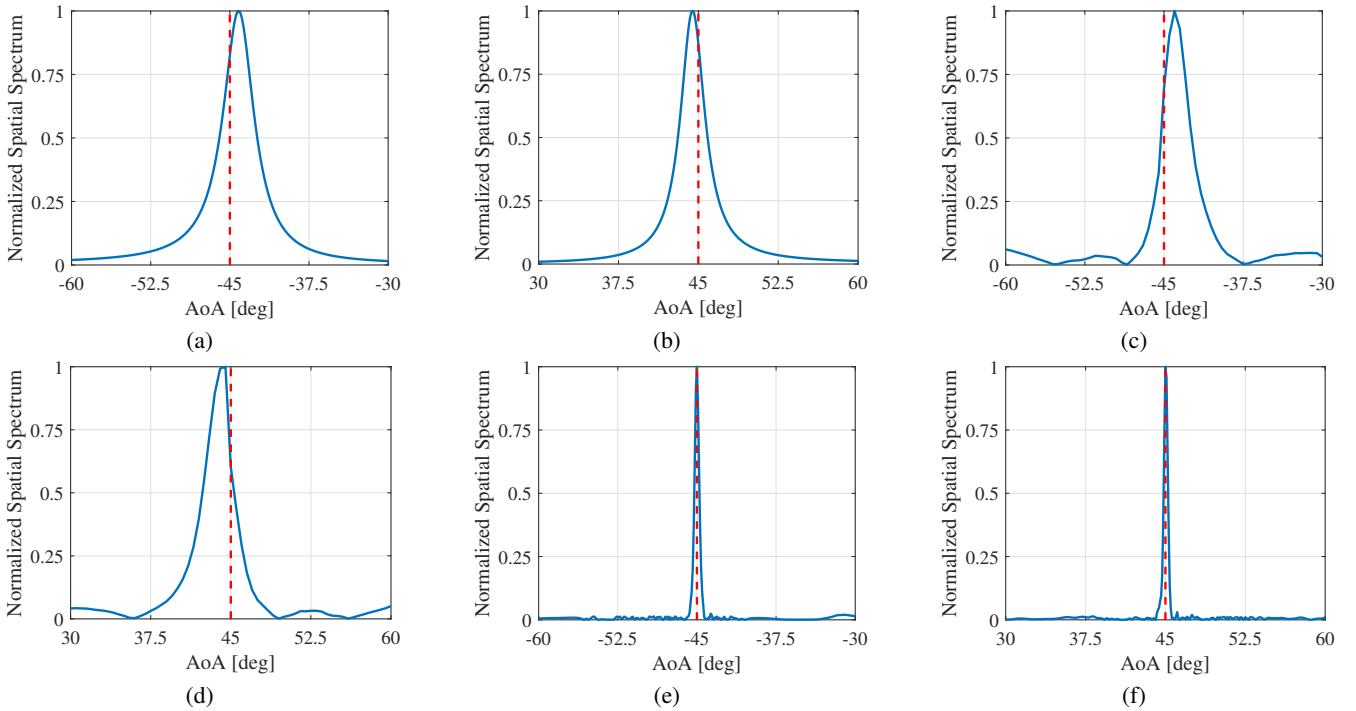 Normalized Spatial Spectrum
1
0.75
0.5
0.25
0
-60 -52.5 -45 -37.5 -30
AoA [deg]
(a)
Normalized Spatial Spectrum
1
0.75
0.5
0.25
0
30 37.5 45 52.5 60
AoA [deg]
(b)
Normalized Spatial Spectrum
1
0.75
0.5
0.25
0
-60 -52.5 -45 -37.5 -30
AoA [deg]
(c)
Normalized Spatial Spectrum
1
0.75
0.5
0.25
0
30 37.5 45 52.5 60
AoA [deg]
(d)
Normalized Spatial Spectrum
1
0.75
0.5
0.25
0
-60 -52.5 -45 -37.5 -30
AoA [deg]
(e)
Normalized Spatial Spectrum
1
0.75
0.5
0.25
0
30 37.5 45 52.5 60
AoA [deg]
(f)